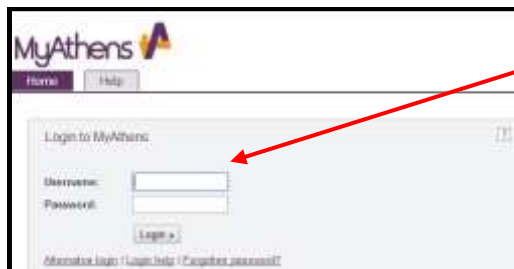 MyAthens
Home Help
Login to MyAthens [?]
Username:
Password:
Login
Alternative login | Login help | Forgotten password?